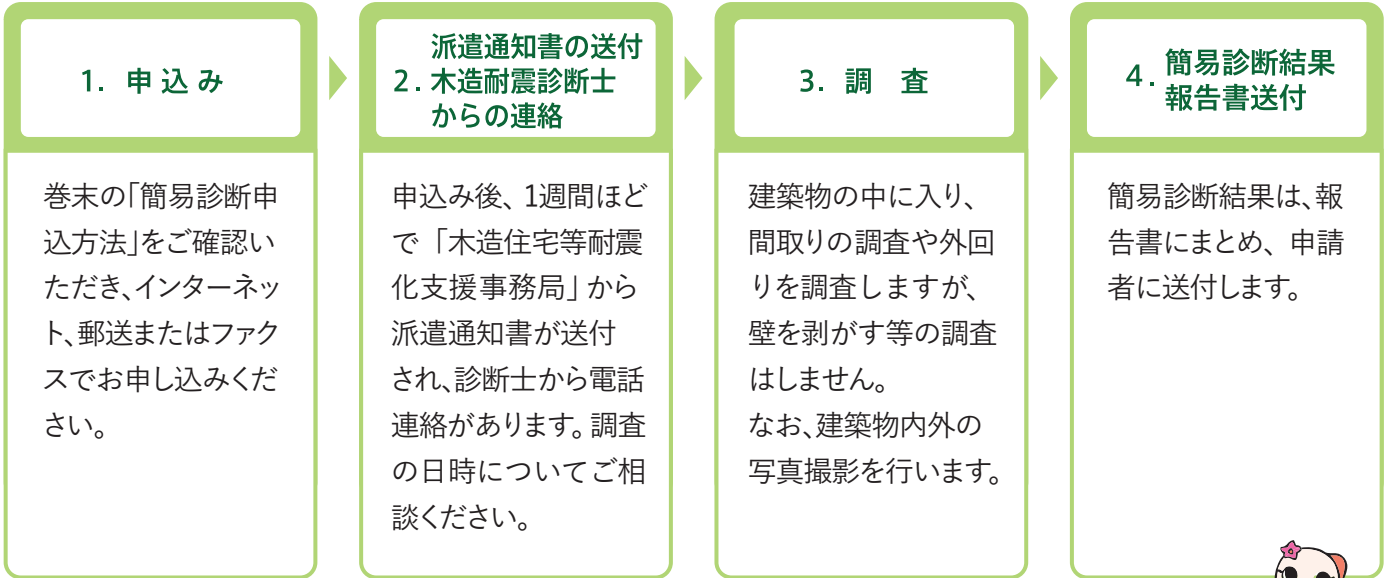 1. 申込み
巻末の「簡易診断申
込方法」をご確認い
ただき、インターネッ
ト、郵送またはファク
スでお申し込みくだ
さい。
派遣通知書の送付
2. 木造耐震診断士
からの連絡
申込み後、1週間ほど
で「木造住宅等耐震
化支援事務局」から
派遣通知書が送付
され、診断士から電話
連絡があります。調査
の日時についてご相
談ください。
3. 調　査
建築物の中に入り、
間取りの調査や外回
りを調査しますが、
壁を剥がす等の調査
はしません。
なお、建築物内外の
写真撮影を行います。
4. 簡易診断結果
報告書送付
簡易診断結果は、報
告書にまとめ、申請
者に送付します。